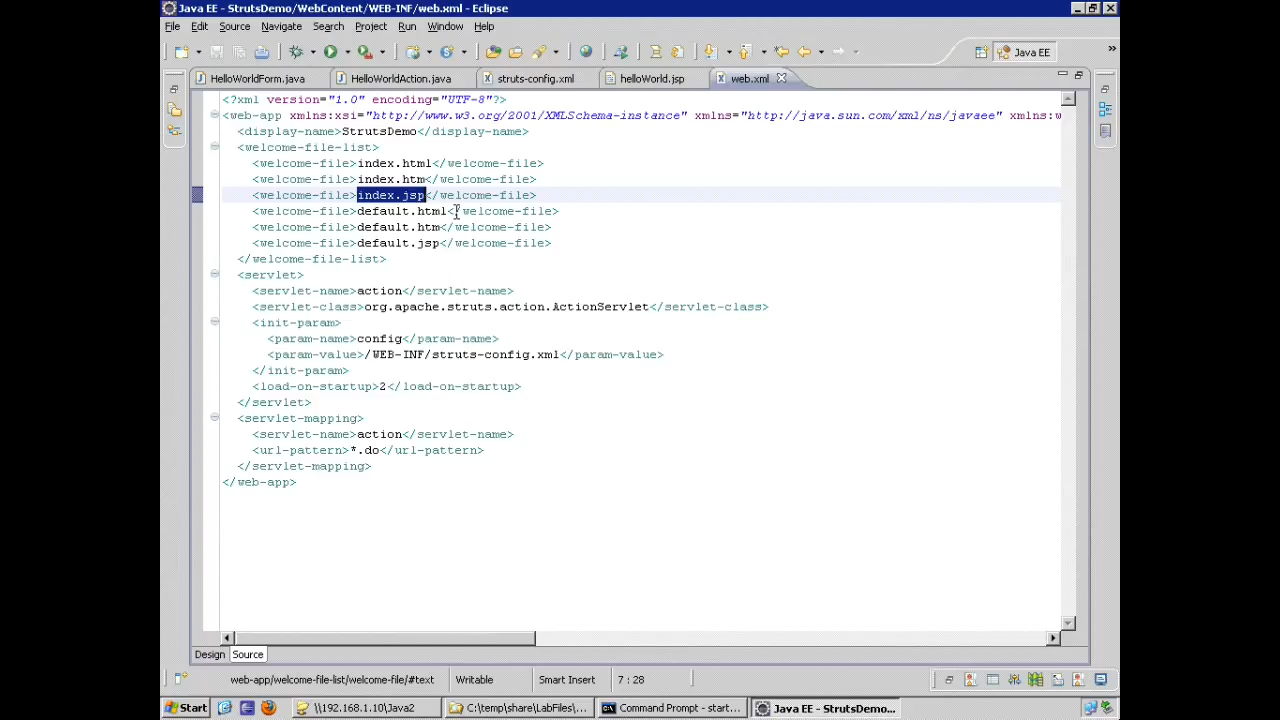 Java EE - StrutsDemo/WebContent/WEB-INF/web.xml - Eclipse
File Edit Source Navigate Search Project Run Window Help
Java EE
HelloWorldForm.java HelloWorldAction.java struts-config.xml helloWorld.jsp web.xml
<?xml version="1.0" encoding="UTF-8"?>
<web-app xmlns:xsi="http://www.w3.org/2001/XMLSchema-instance" xmlns="http://java.sun.com/xml/ns/javaee" xmlns:w
<display-name>StrutsDemo</display-name>
<welcome-file-list>
<welcome-file>index.html</welcome-file>
<welcome-file>index.htm</welcome-file>
<welcome-file>index.jsp</welcome-file>
<welcome-file>default.html</welcome-file>
<welcome-file>default.htm</welcome-file>
<welcome-file>default.jsp</welcome-file>
</welcome-file-list>
<servlet>
<servlet-name>action</servlet-name>
<servlet-class>org.apache.struts.action.ActionServlet</servlet-class>
<init-param>
<param-name>config</param-name>
<param-value>/WEB-INF/struts-config.xml</param-value>
</init-param>
<load-on-startup>2</load-on-startup>
</servlet>
<servlet-mapping>
<servlet-name>action</servlet-name>
<url-pattern>*.do</url-pattern>
</servlet-mapping>
</web-app>
Design Source
web-app/welcome-file-list/welcome-file/#text Writable Smart Insert 7 : 28
Start C:\temp\share\LabFiles\... Command Prompt - start... Java EE - StrutsDemo...